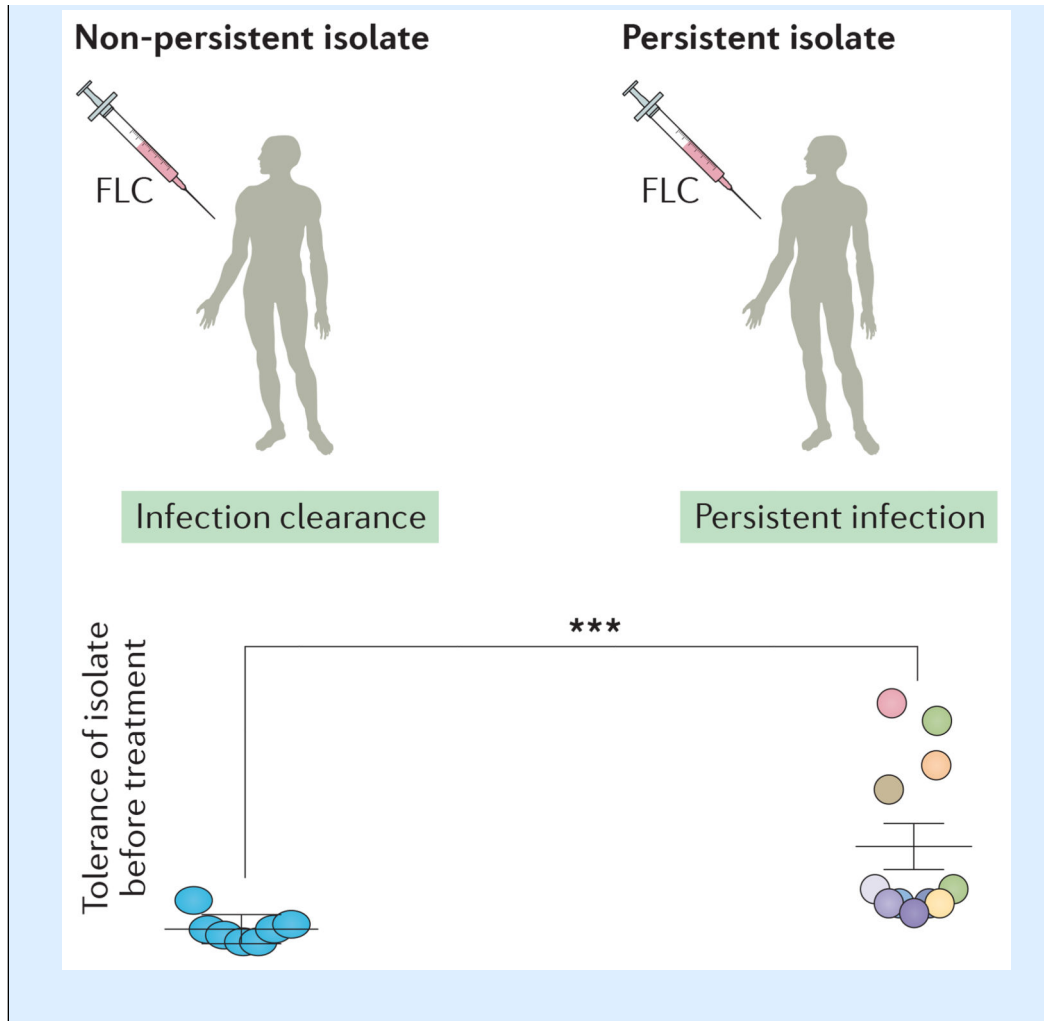 Non-persistent isolate
Persistent isolate
FLC
FLC
Infection clearance
Persistent infection
***
Tolerance of isolate
before treatment